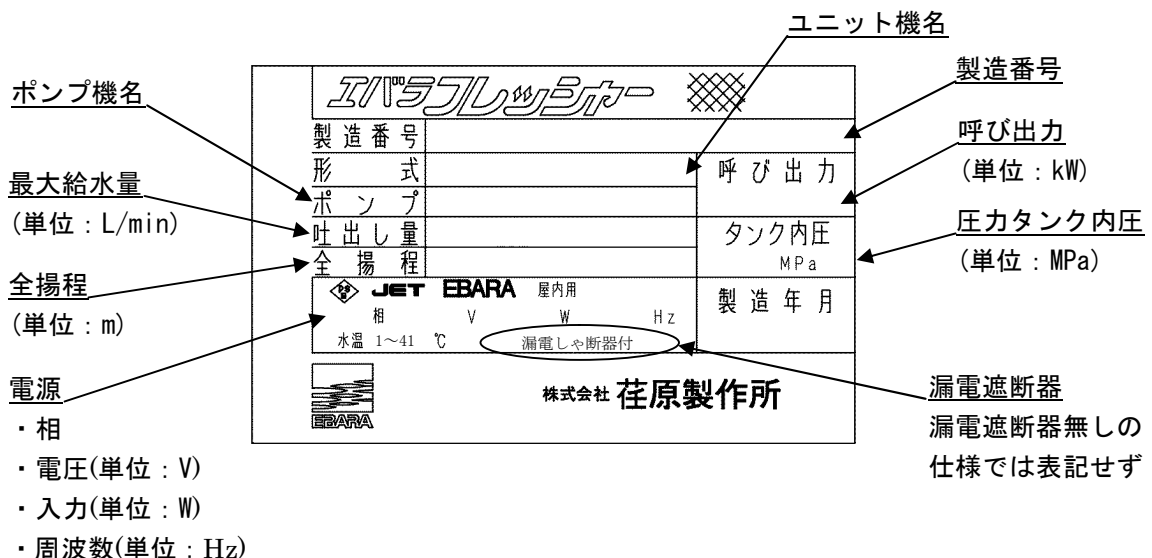 ユニット機名
製造番号
ポンプ機名
呼び出力
(単位：kW)
最大給水量
(単位：L/min)
圧力タンク内圧
(単位：MPa)
全揚程
(単位：m)
電源
・相
・電圧(単位：V)
・入力(単位：W)
・周波数(単位：Hz)
漏電遮断器
漏電遮断器無しの
仕様では表記せず
エバラフレッシャー
製造番号
形式
呼び出力
ポンプ
吐出し量
タンク内圧
MPa
全揚程
PSE JET EBARA 屋内用
製造年月
相 V W Hz
水温 1～41 ℃ 漏電しゃ断器付
EBARA
株式会社 荏原製作所